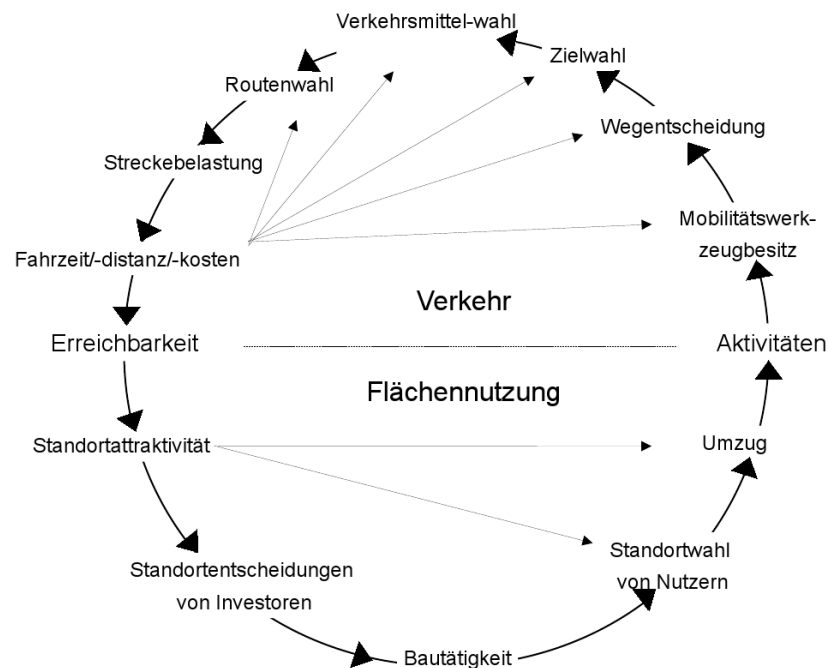 Verkehrsmittel-wahl
Zielwahl
Routenwahl
Wegentscheidung
Streckebelastung
Mobilitätswerk-
zeugbesitz
Fahrzeit/-distanz/-kosten
Verkehr
Erreichbarkeit
Aktivitäten
Flächennutzung
Standortattraktivität
Umzug
Standortwahl
von Nutzern
Standortentscheidungen
von Investoren
Bautätigkeit